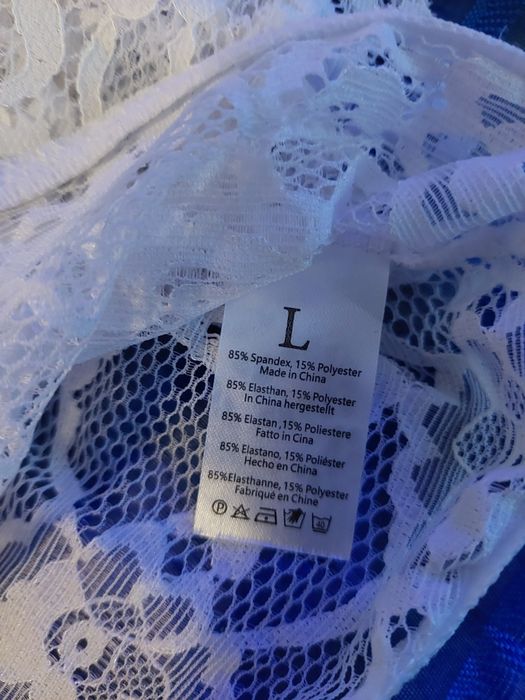 L
85% Spandex, 15% Polyester
Made in China
85% Elasthan, 15% Polyester
In China hergestellt
85% Elastan ,15% Poliestere
Fatto in Cina
85% Elastano, 15% Poliéster
Hecho en China
85%Elasthanne, 15% Polyester
Fabriqué en Chine
P 40